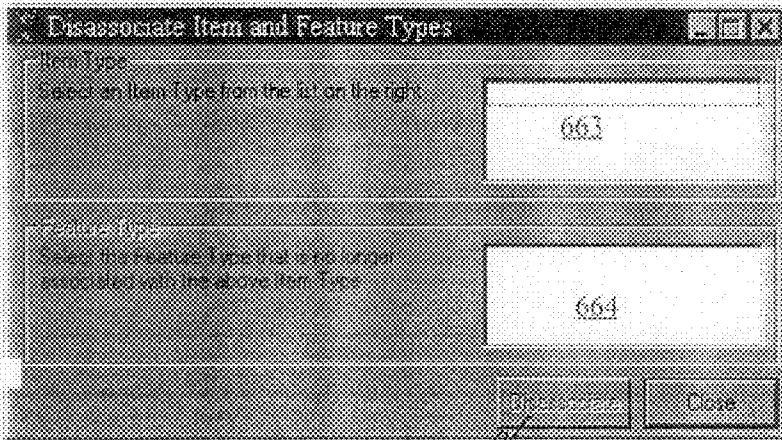 Disassociate Item and Feature Types
Item Type
Select an Item Type from the list on the right
663
Feature Type
Select the Feature Type that is no longer
associated with the above Item Type
664
Disassociate
Close